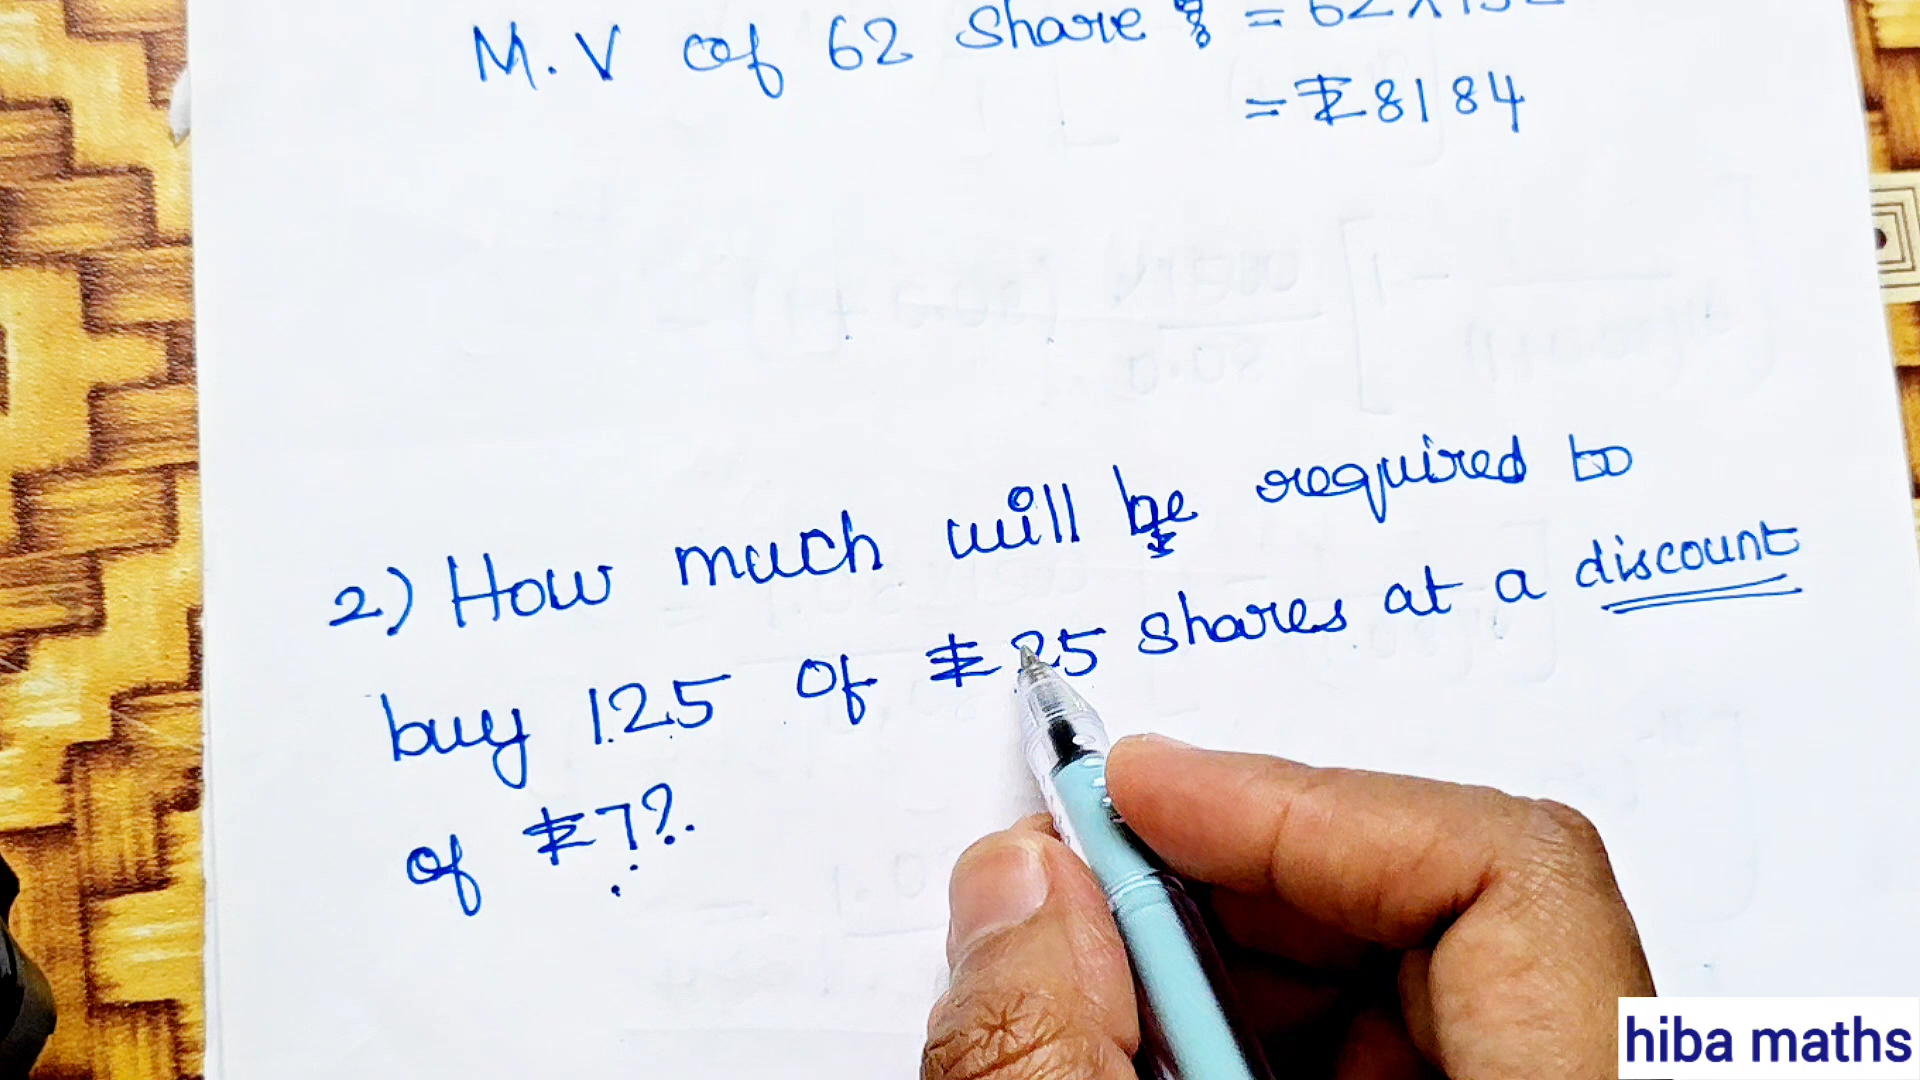 M.V of 62 Share = 62 X 132
= ₹8184
2) How much will be required to
buy 125 of ₹25 shares at a discount
of ₹7?.
hiba maths